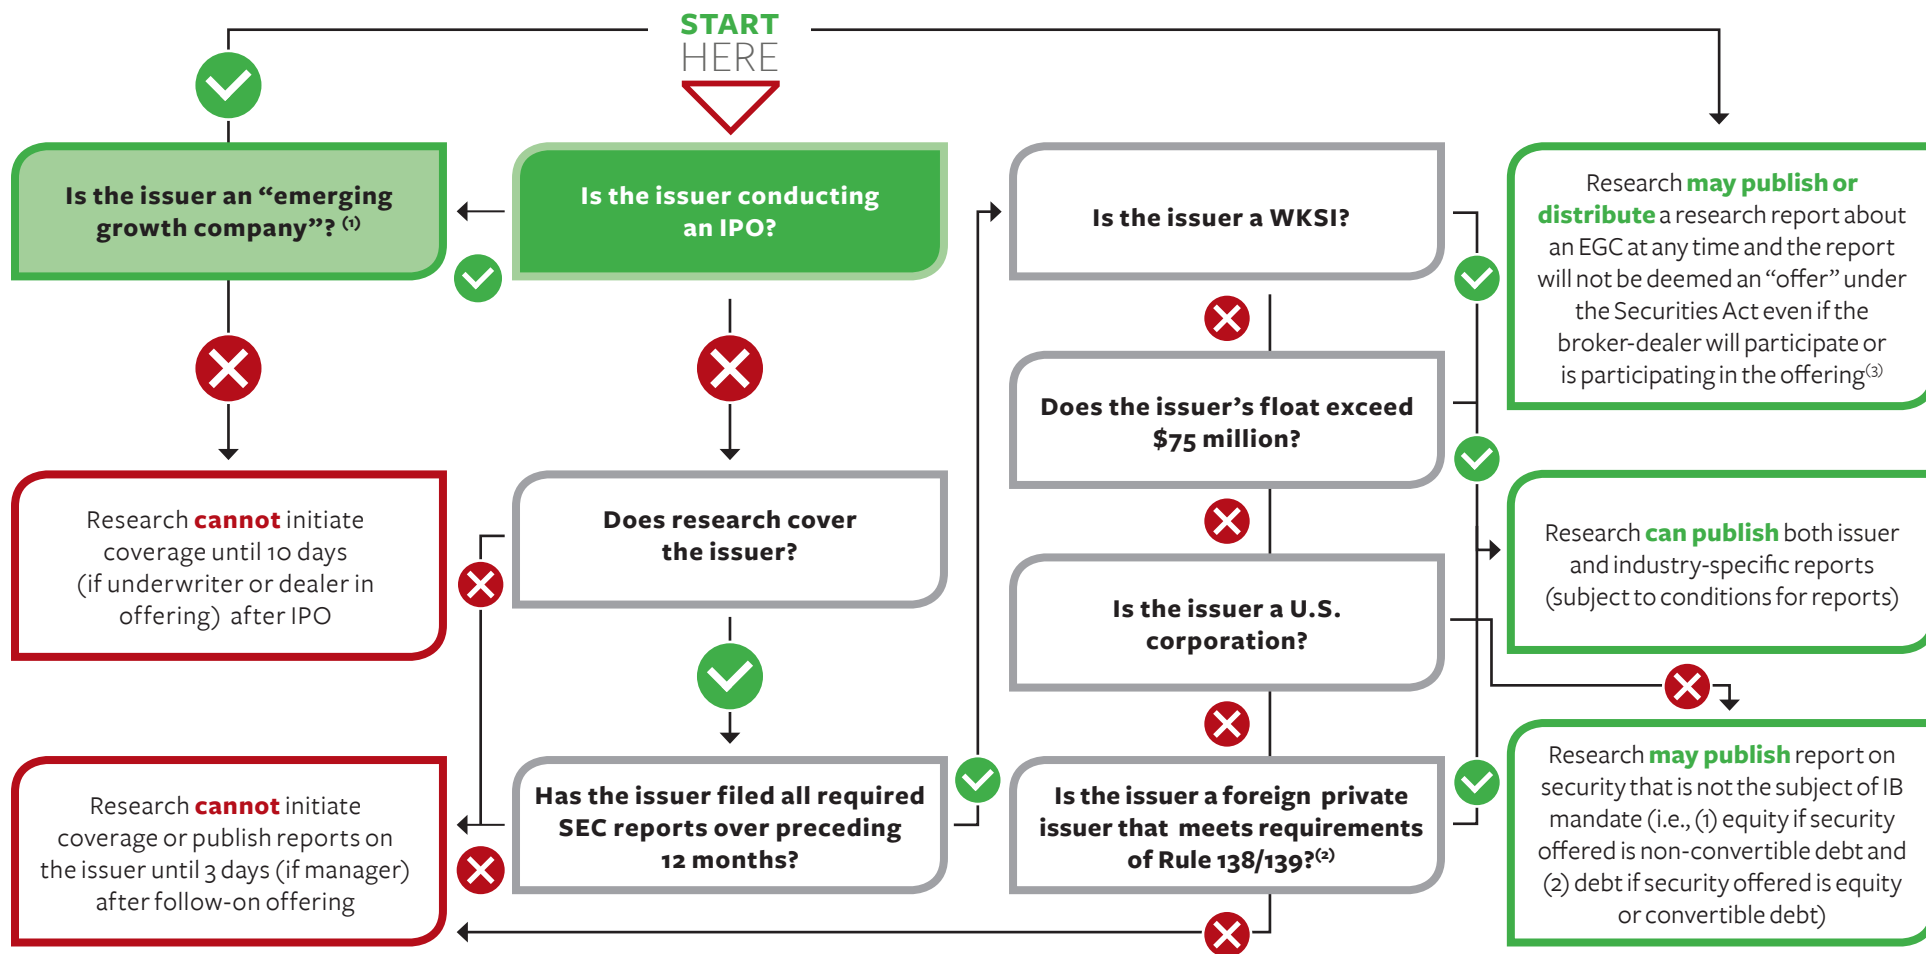 START
HERE
Is the issuer an “emerging
growth company”? (1)
Is the issuer conducting
an IPO?
Is the issuer a WKSI?
Research may publish or
distribute a research report about
an EGC at any time and the report
will not be deemed an “offer” under
the Securities Act even if the
broker-dealer will participate or
is participating in the offering(3)
Does the issuer’s float exceed
$75 million?
Research cannot initiate
coverage until 10 days
(if underwriter or dealer in
offering) after IPO
Does research cover
the issuer?
Research can publish both issuer
and industry-specific reports
(subject to conditions for reports)
Is the issuer a U.S.
corporation?
Research cannot initiate
coverage or publish reports on
the issuer until 3 days (if manager)
after follow-on offering
Has the issuer filed all required
SEC reports over preceding
12 months?
Is the issuer a foreign private
issuer that meets requirements
of Rule 138/139?(2)
Research may publish report on
security that is not the subject of IB
mandate (i.e., (1) equity if security
offered is non-convertible debt and
(2) debt if security offered is equity
or convertible debt)